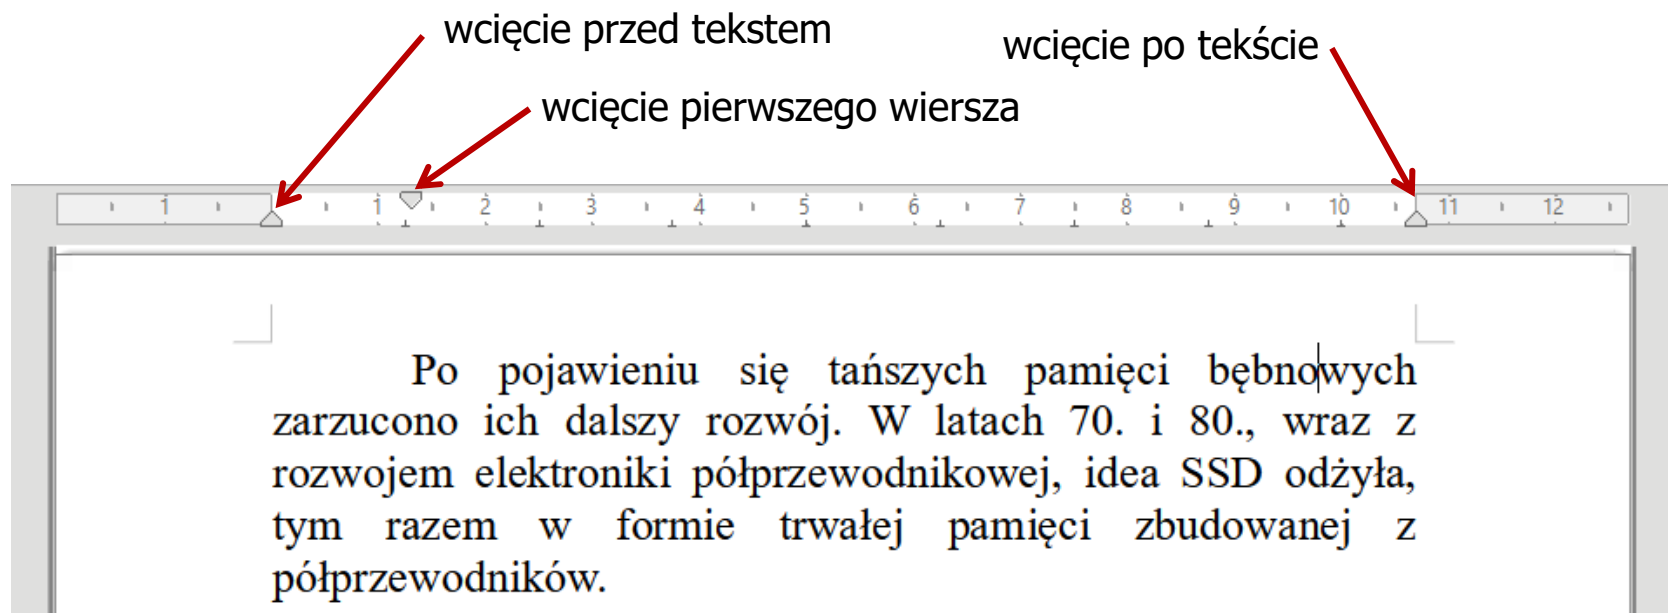 wcięcie przed tekstem
wcięcie po tekście
wcięcie pierwszego wiersza
1 1 2 3 4 5 6 7 8 9 10 11 12
Po pojawieniu się tańszych pamięci bębnowych
zarzucono ich dalszy rozwój. W latach 70. i 80., wraz z
rozwojem elektroniki półprzewodnikowej, idea SSD odżyła,
tym razem w formie trwałej pamięci zbudowanej z
półprzewodników.